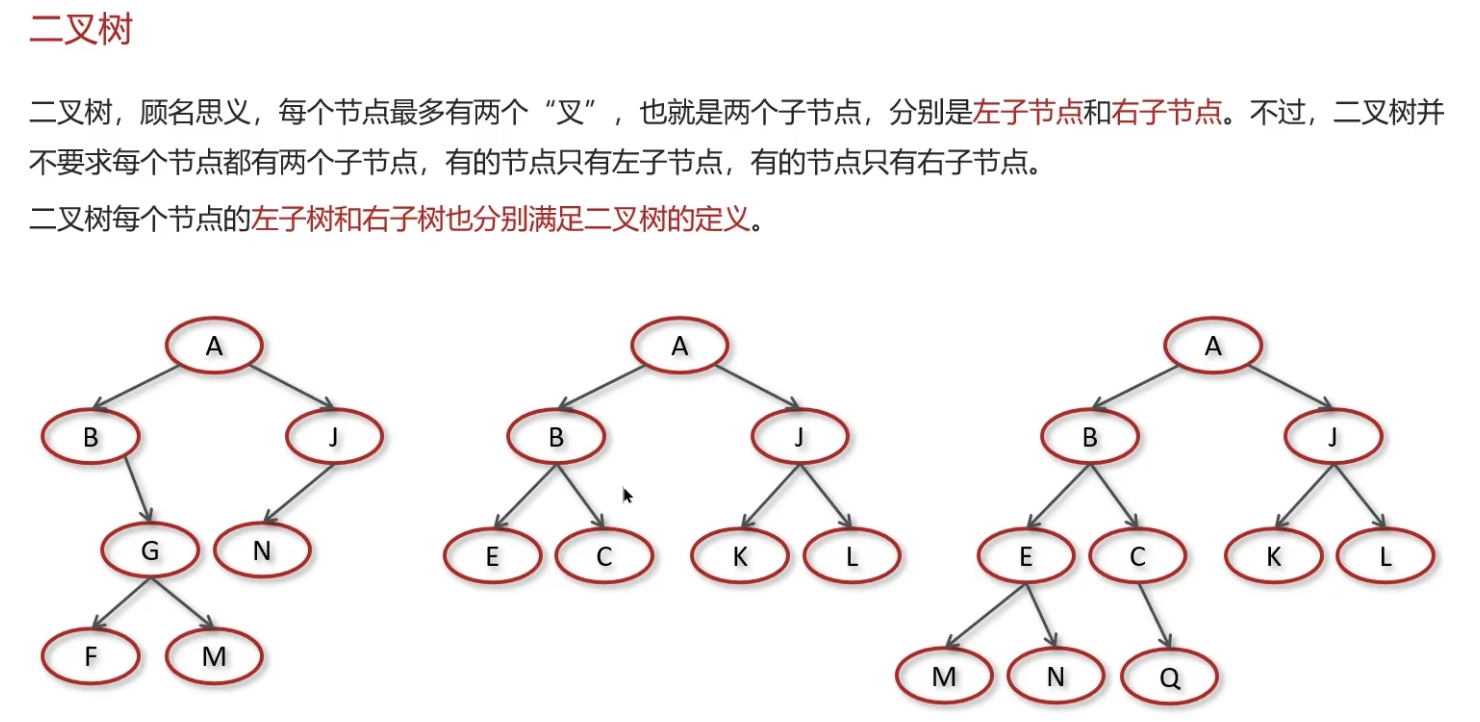 二叉树
二叉树，顾名思义，每个节点最多有两个“叉”，也就是两个子节点，分别是左子节点和右子节点。不过，二叉树并
不要求每个节点都有两个子节点，有的节点只有左子节点，有的节点只有右子节点。
二叉树每个节点的左子树和右子树也分别满足二叉树的定义。
A
B J
G N
F M
A
B J
E C K L
A
B J
E C K L
M N Q